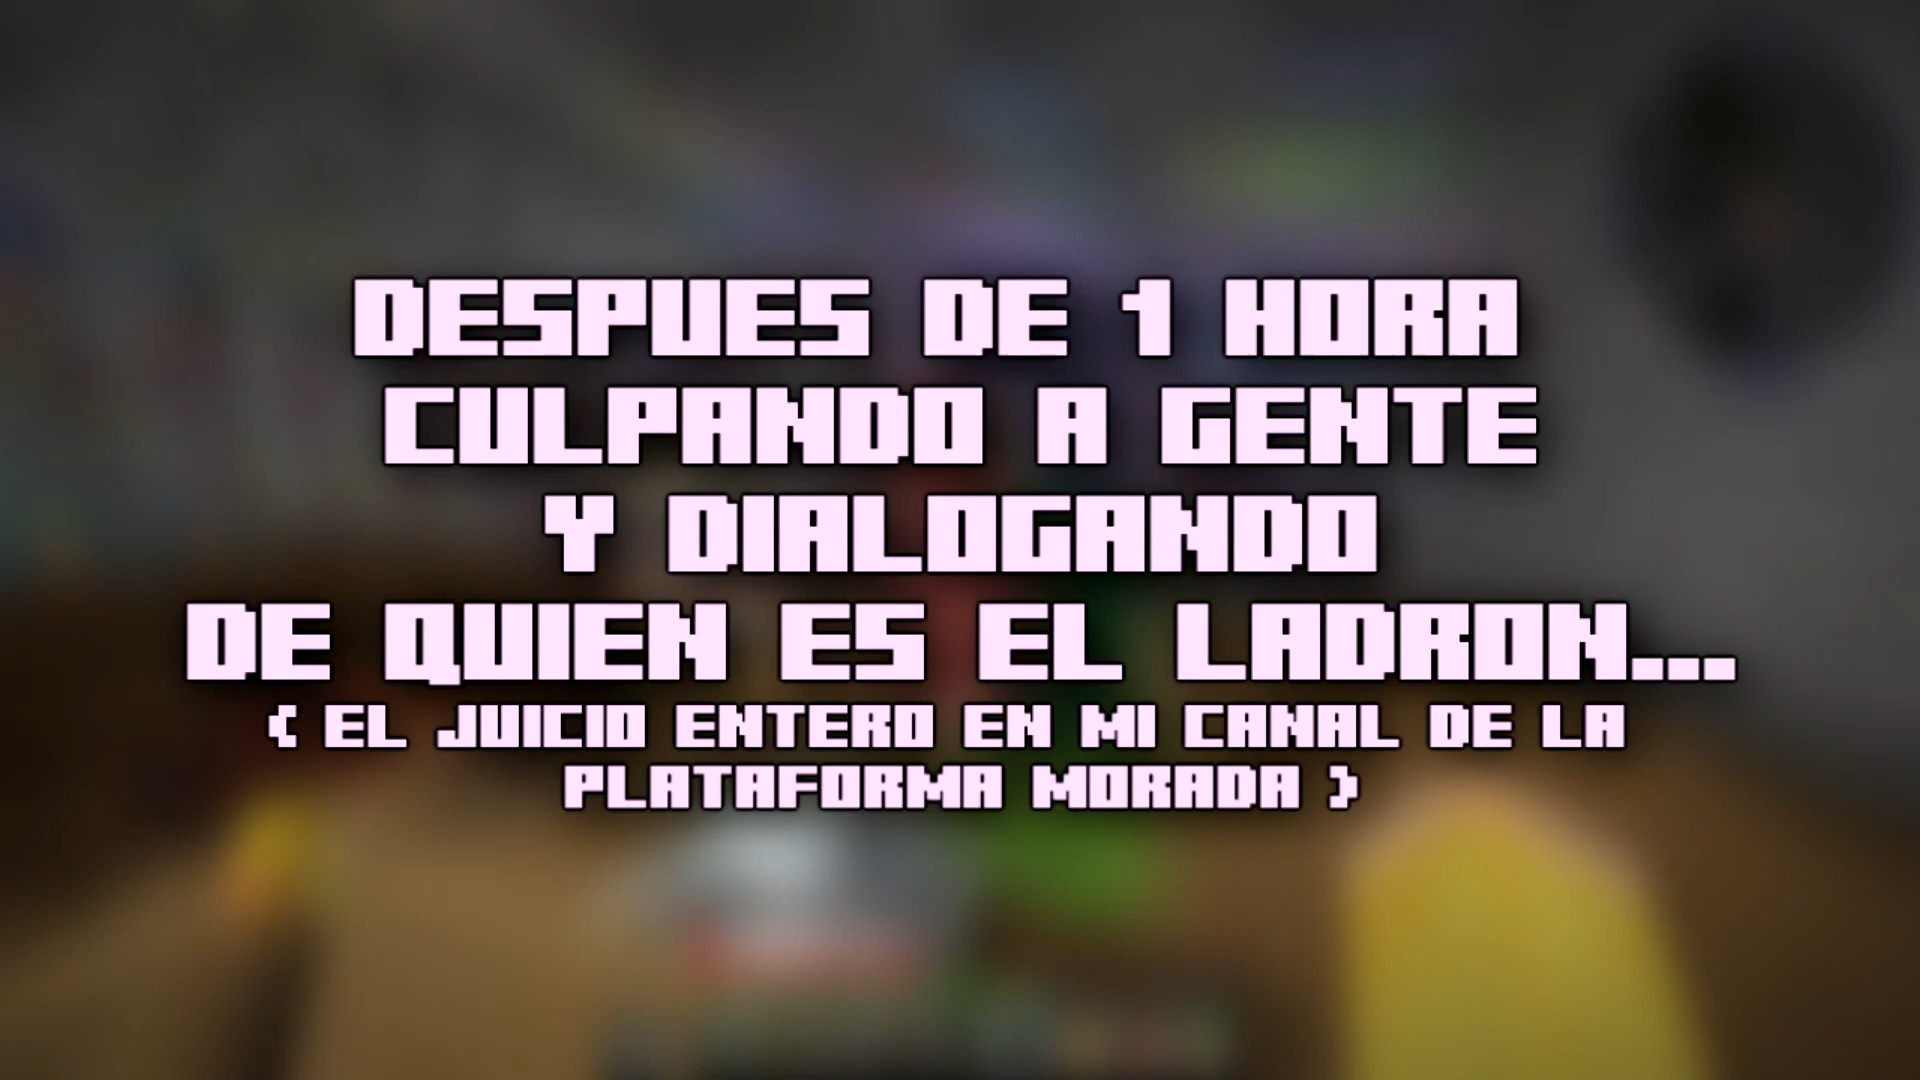 DESPUES DE 1 HORA
CULPANDO A GENTE
Y DIALOGANDO
DE QUIEN ES EL LADRON...
( EL JUICIO ENTERO EN MI CANAL DE LA
PLATAFORMA MORADA )